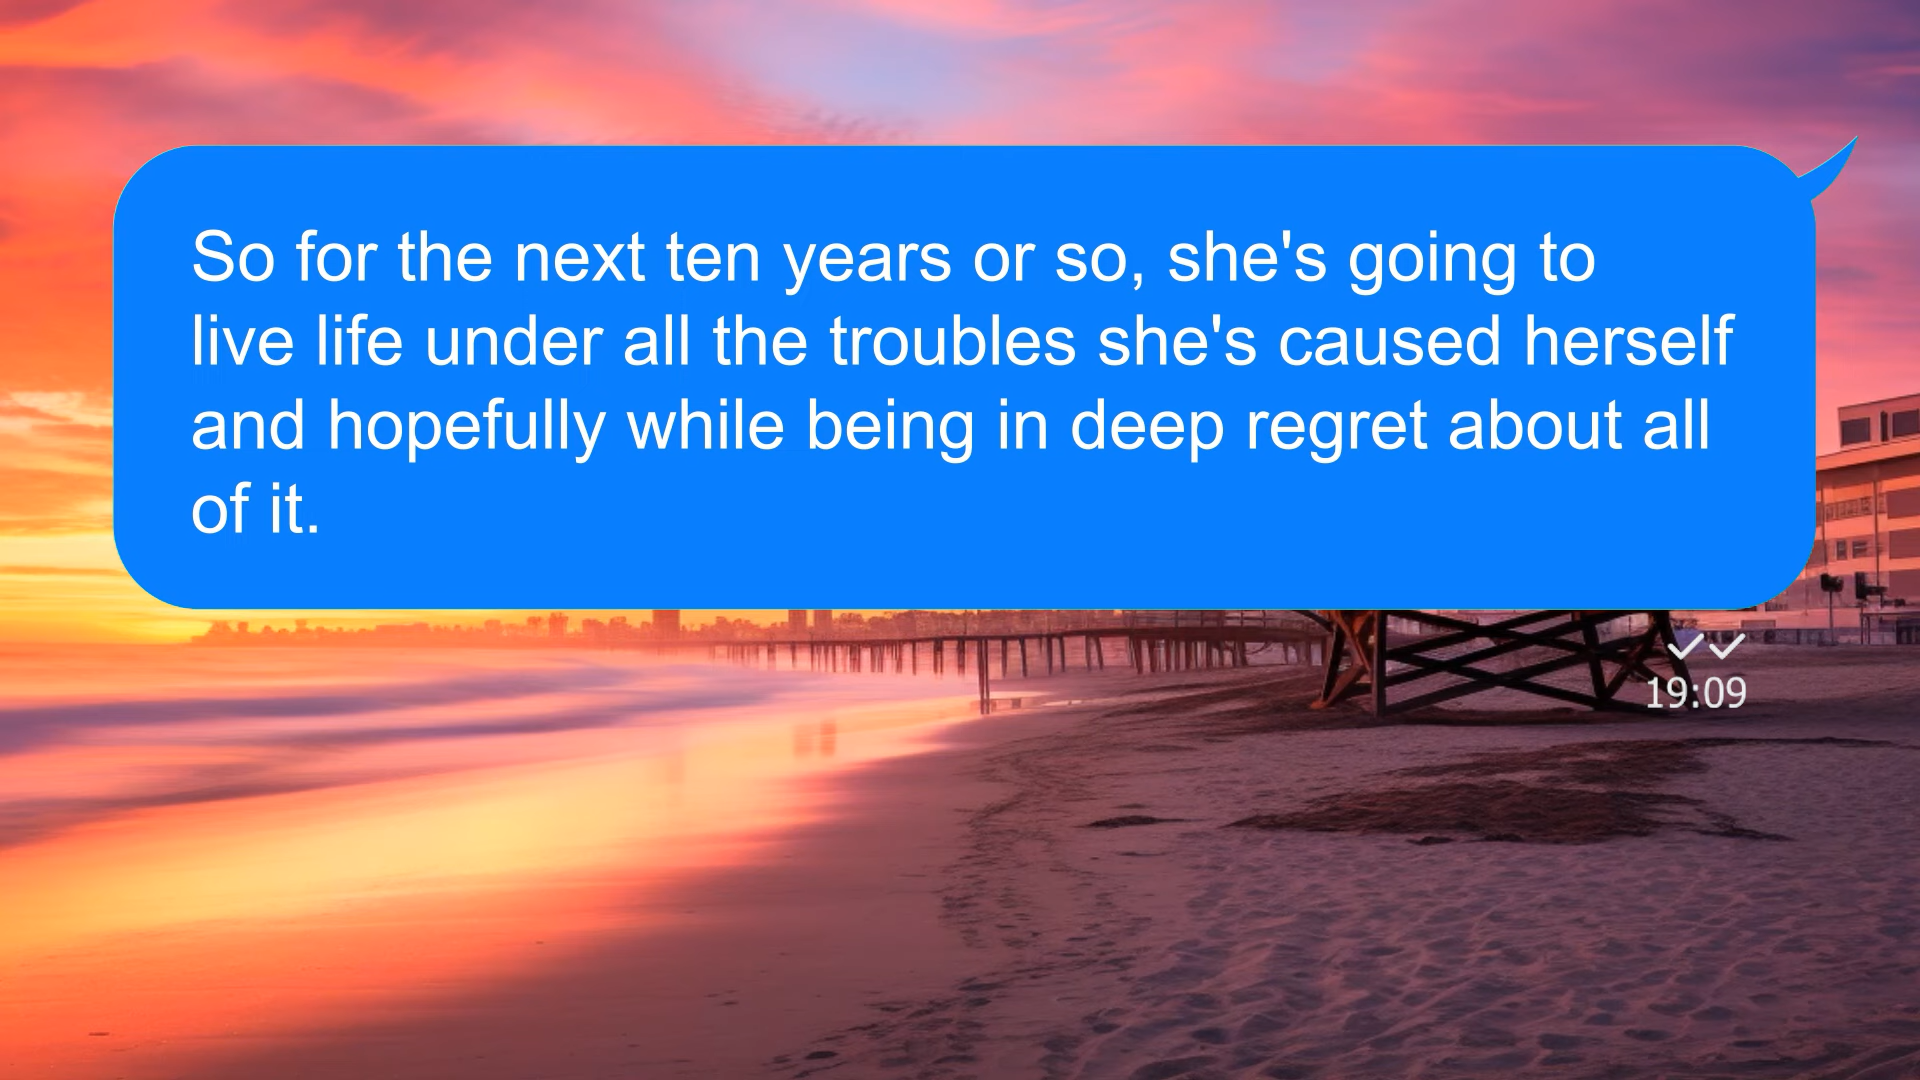 So for the next ten years or so, she's going to
live life under all the troubles she's caused herself
and hopefully while being in deep regret about all
of it.
19:09